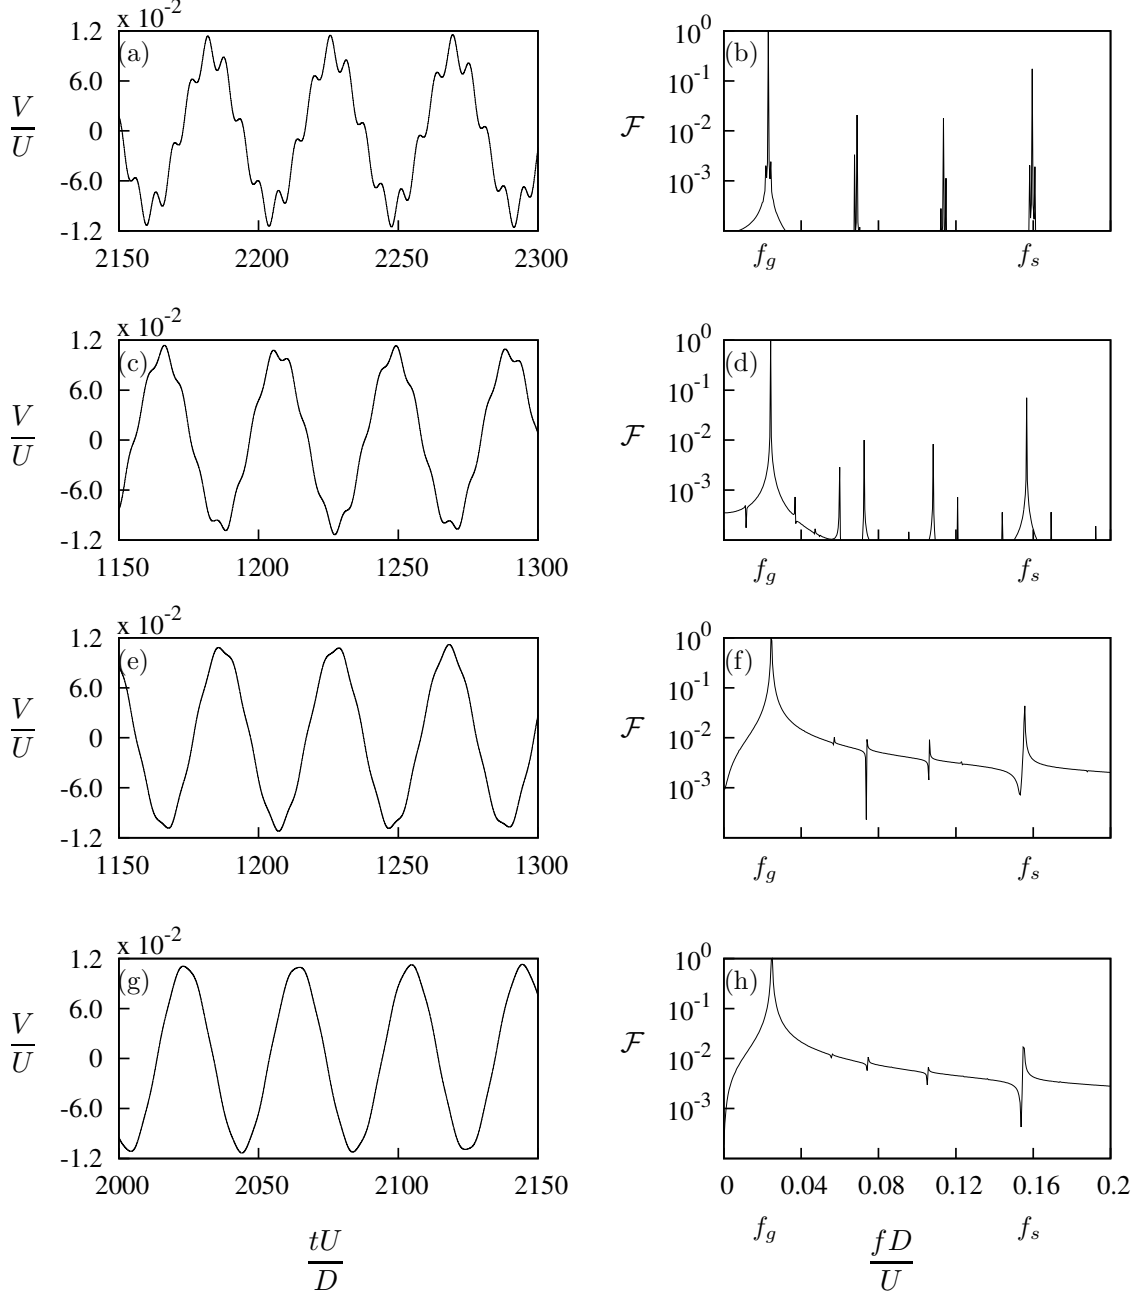 x 10-2
1.2
6.0
0
-6.0
-1.2
(a)
V
U
2150 2200 2250 2300
10^0
10^-1
10^-2
10^-3
(b)
F
f_g f_s
x 10-2
1.2
6.0
0
-6.0
-1.2
(c)
V
U
1150 1200 1250 1300
10^0
10^-1
10^-2
10^-3
(d)
F
f_g f_s
x 10-2
1.2
6.0
0
-6.0
-1.2
(e)
V
U
1150 1200 1250 1300
10^0
10^-1
10^-2
10^-3
(f)
F
f_g f_s
x 10-2
1.2
6.0
0
-6.0
-1.2
(g)
V
U
2000 2050 2100 2150
tU
D
10^0
10^-1
10^-2
10^-3
(h)
F
0 0.04 0.08 0.12 0.16 0.2
f_g f_s
fD
U